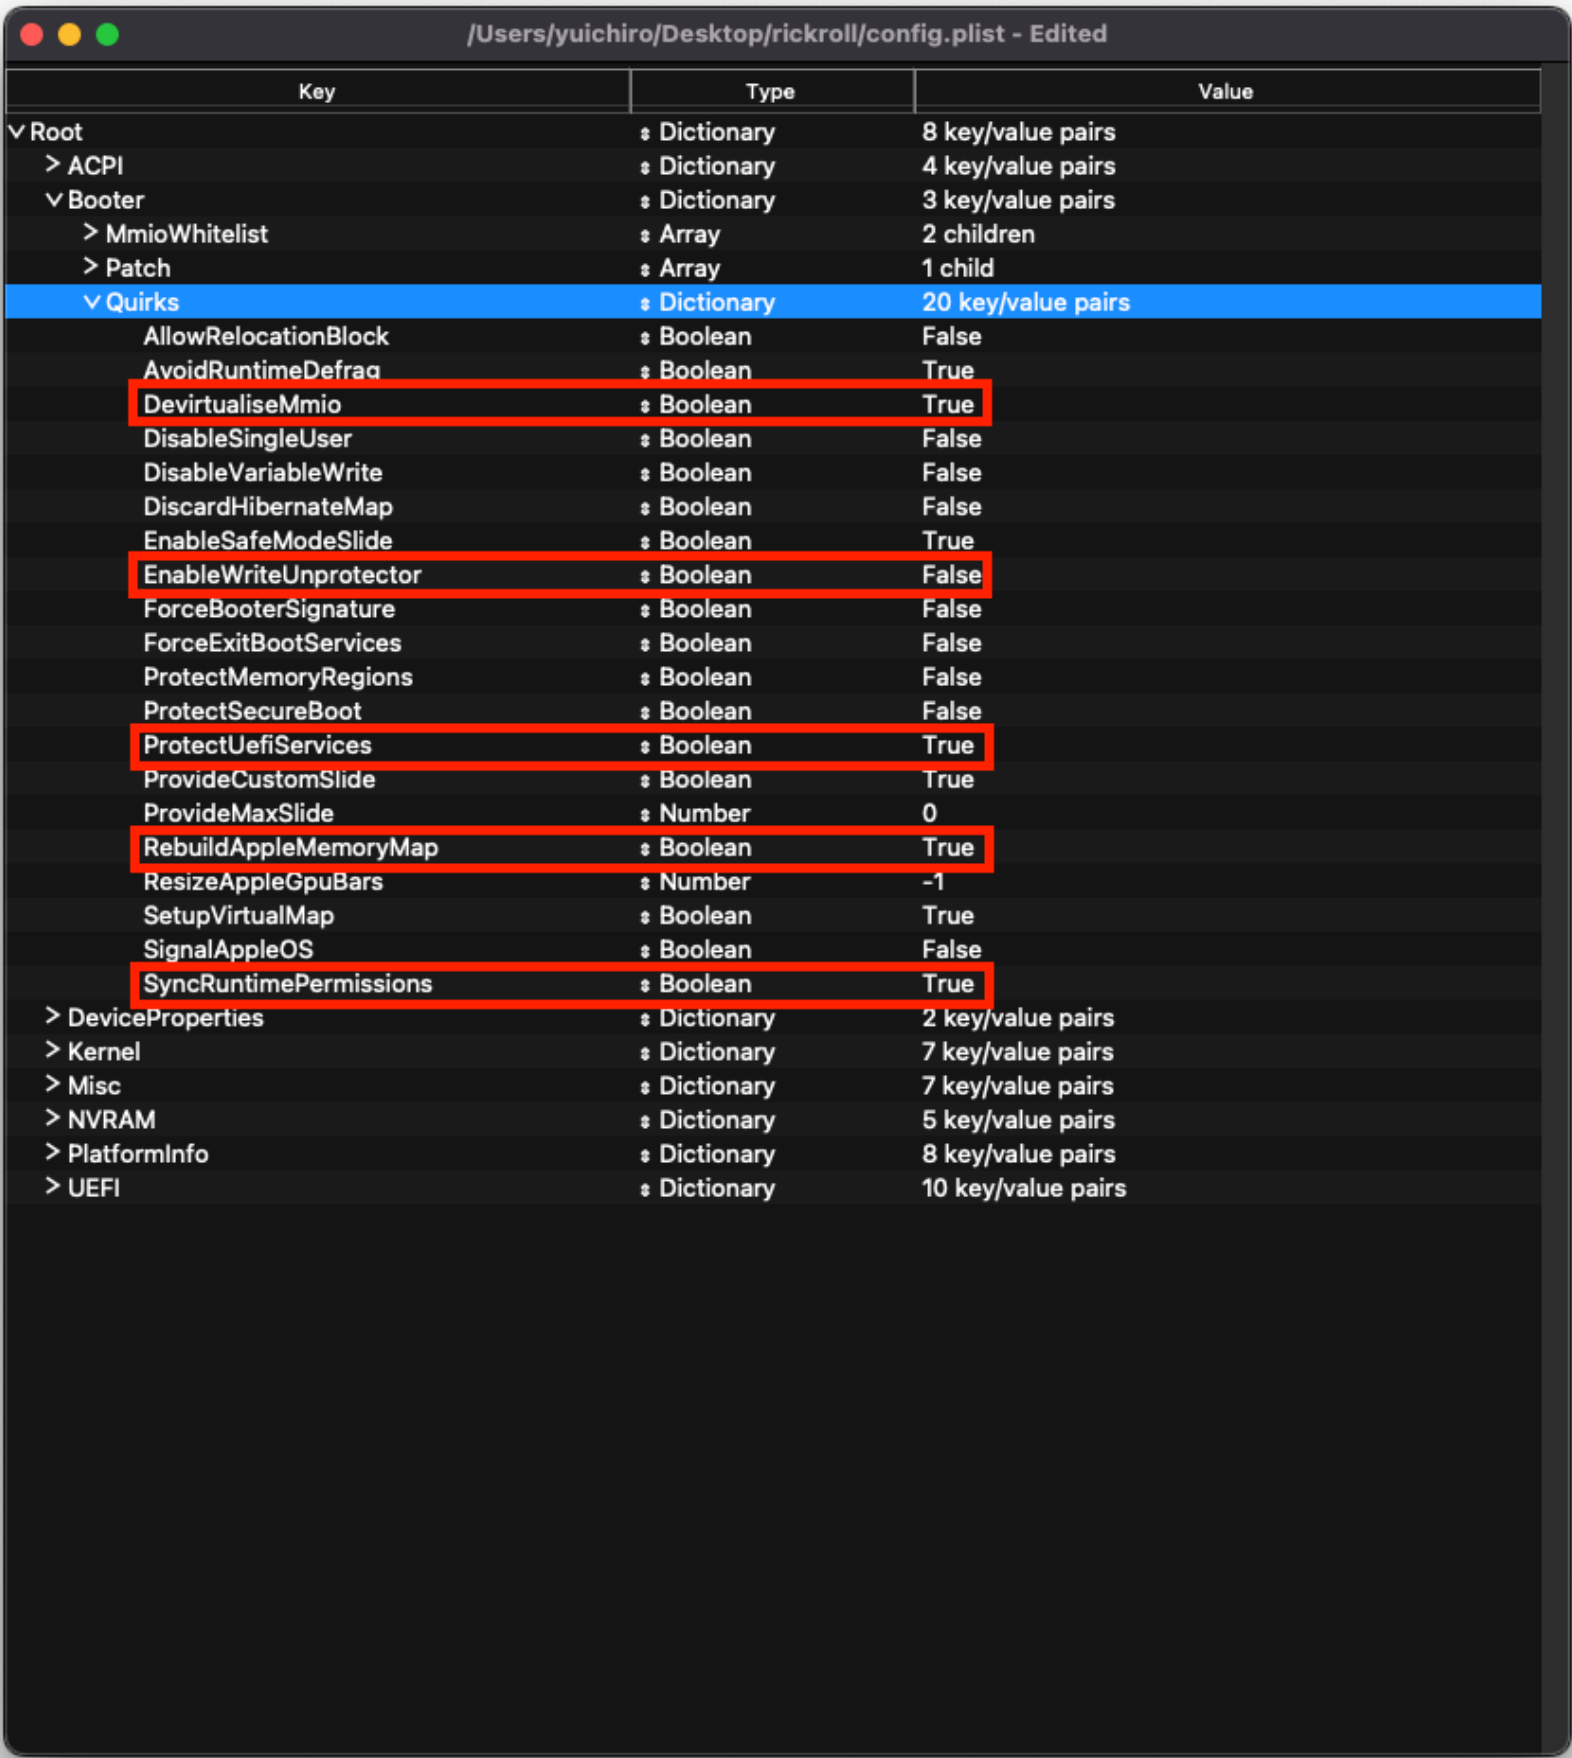 /Users/yuichiro/Desktop/rickroll/config.plist - Edited
Key Type Value
Root Dictionary 8 key/value pairs
ACPI Dictionary 4 key/value pairs
Booter Dictionary 3 key/value pairs
MmioWhitelist Array 2 children
Patch Array 1 child
Quirks Dictionary 20 key/value pairs
AllowRelocationBlock Boolean False
AvoidRuntimeDefrag Boolean True
DevirtualiseMmio Boolean True
DisableSingleUser Boolean False
DisableVariableWrite Boolean False
DiscardHibernateMap Boolean False
EnableSafeModeSlide Boolean True
EnableWriteUnprotector Boolean False
ForceBooterSignature Boolean False
ForceExitBootServices Boolean False
ProtectMemoryRegions Boolean False
ProtectSecureBoot Boolean False
ProtectUefiServices Boolean True
ProvideCustomSlide Boolean True
ProvideMaxSlide Number 0
RebuildAppleMemoryMap Boolean True
ResizeAppleGpuBars Number -1
SetupVirtualMap Boolean True
SignalAppleOS Boolean False
SyncRuntimePermissions Boolean True
DeviceProperties Dictionary 2 key/value pairs
Kernel Dictionary 7 key/value pairs
Misc Dictionary 7 key/value pairs
NVRAM Dictionary 5 key/value pairs
PlatformInfo Dictionary 8 key/value pairs
UEFI Dictionary 10 key/value pairs